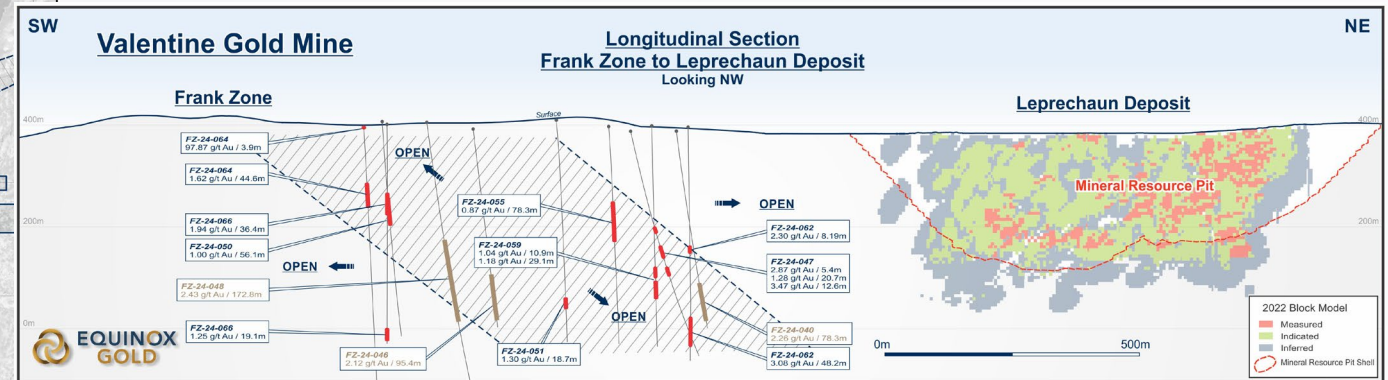 SW
NE
Valentine Gold Mine
Longitudinal Section
Frank Zone to Leprechaun Deposit
Looking NW
Frank Zone
Leprechaun Deposit
Surface
400m
400m
FZ-24-064
97.87 g/t Au / 3.9m
OPEN
FZ-24-064
1.62 g/t Au / 44.6m
Mineral Resource Pit
FZ-24-055
0.87 g/t Au / 78.3m
OPEN
200m
200m
FZ-24-066
1.94 g/t Au / 36.4m
FZ-24-062
2.30 g/t Au / 8.19m
FZ-24-050
1.00 g/t Au / 56.1m
FZ-24-059
1.04 g/t Au / 10.9m
1.18 g/t Au / 29.1m
FZ-24-047
2.87 g/t Au / 5.4m
1.28 g/t Au / 20.7m
3.47 g/t Au / 12.6m
OPEN
FZ-24-048
2.43 g/t Au / 172.8m
OPEN
0m
FZ-24-066
1.25 g/t Au / 19.1m
FZ-24-040
2.26 g/t Au / 78.3m
FZ-24-046
2.12 g/t Au / 95.4m
FZ-24-051
1.30 g/t Au / 18.7m
FZ-24-062
3.08 g/t Au / 48.2m
EQUINOX
GOLD
0m
500m
2022 Block Model
Measured
Indicated
Inferred
Mineral Resource Pit Shell